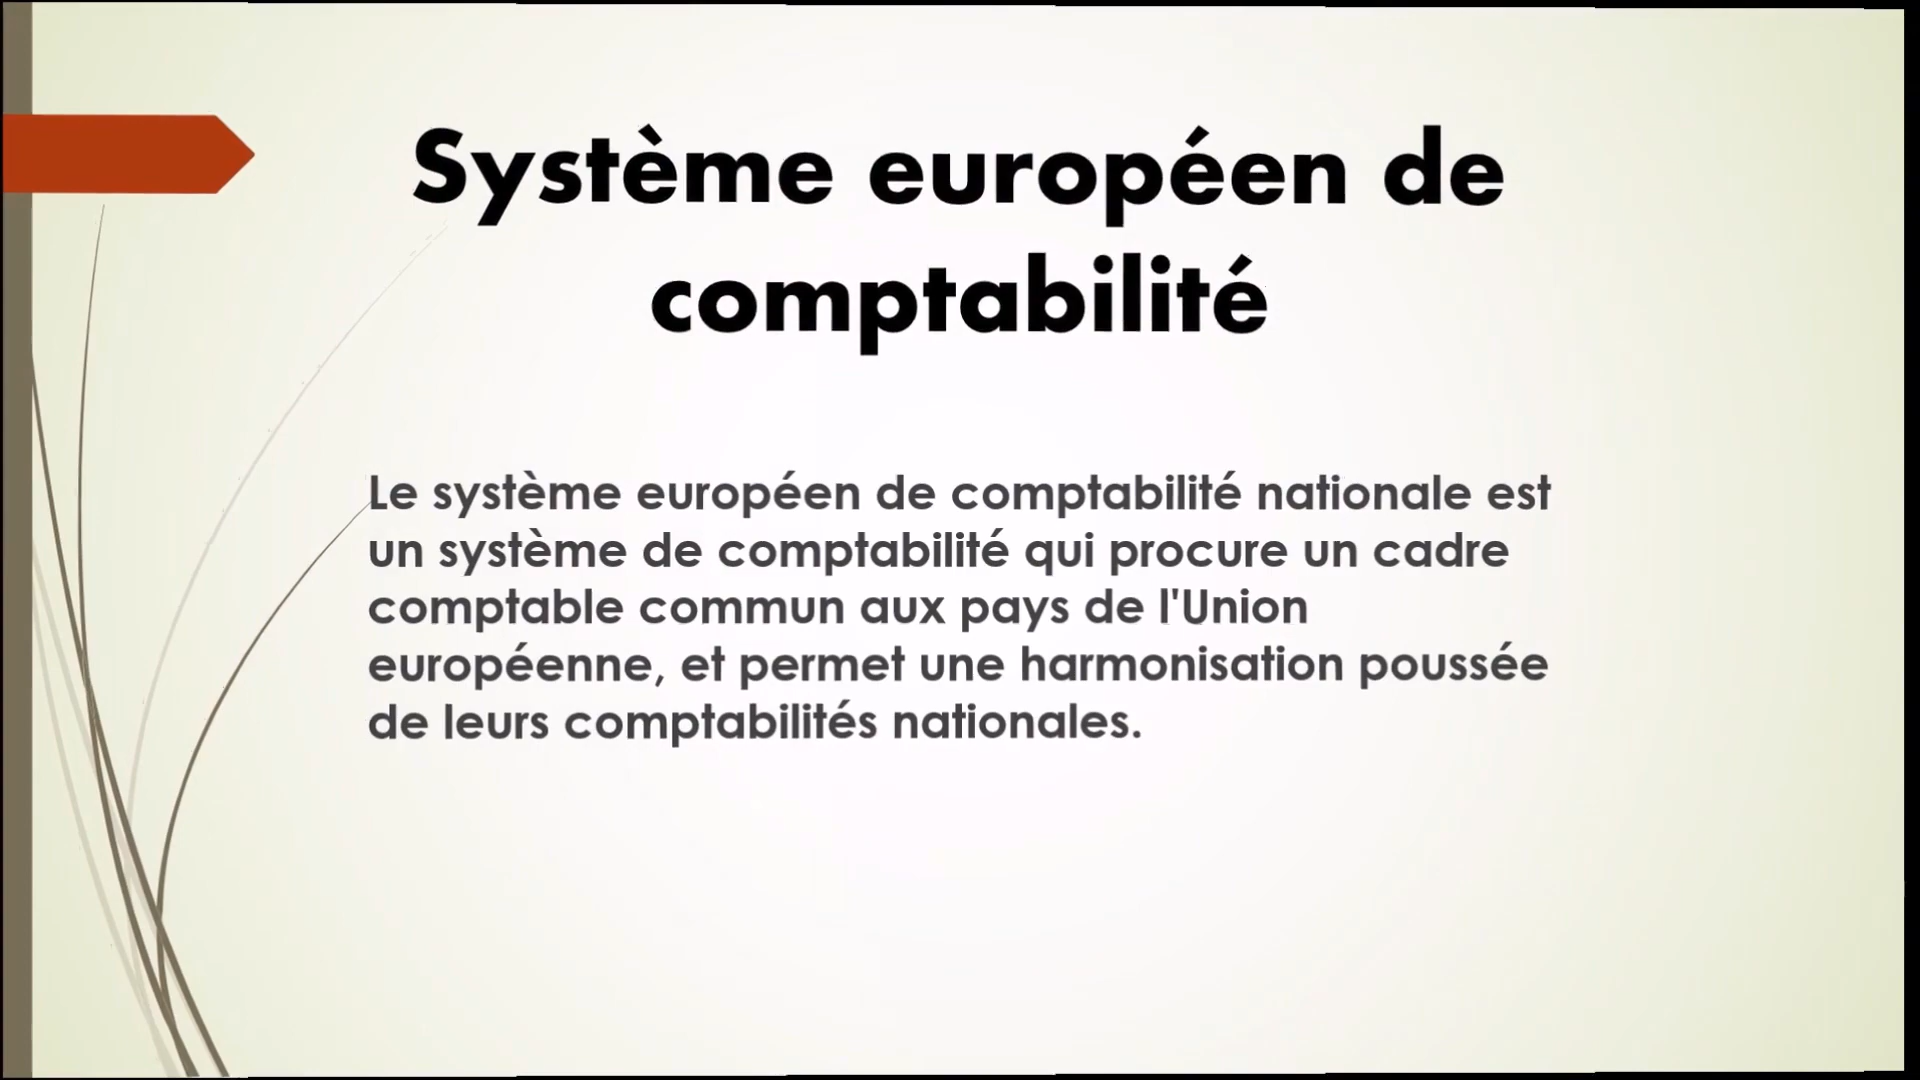 Système européen de
comptabilité
Le système européen de comptabilité nationale est
un système de comptabilité qui procure un cadre
comptable commun aux pays de l'Union
européenne, et permet une harmonisation poussée
de leurs comptabilités nationales.